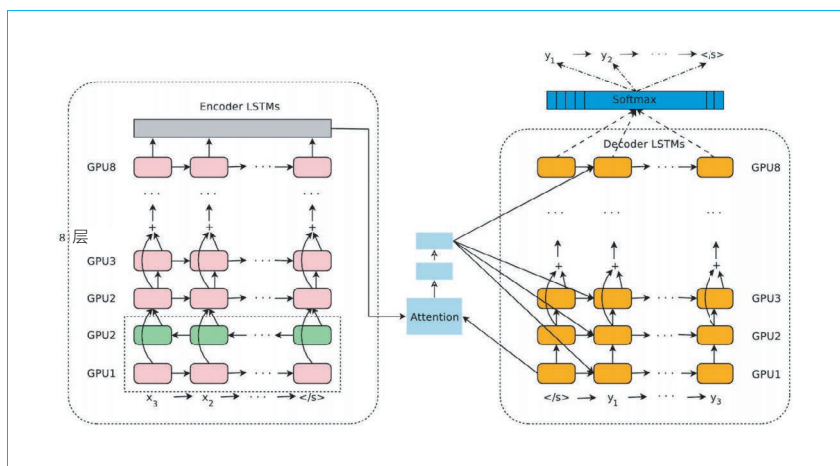 y1 y2 ··· </s>
Softmax
Encoder LSTMs
Decoder LSTMs
GPU8
···
···
···
GPU8
···
···
+
+
+
8 层
GPU3
···
+
+
+
GPU2
···
Attention
GPU3
···
GPU2
···
GPU2
···
GPU1
···
GPU1
···
x3 x2 ··· </s>
</s> y1 ··· y3